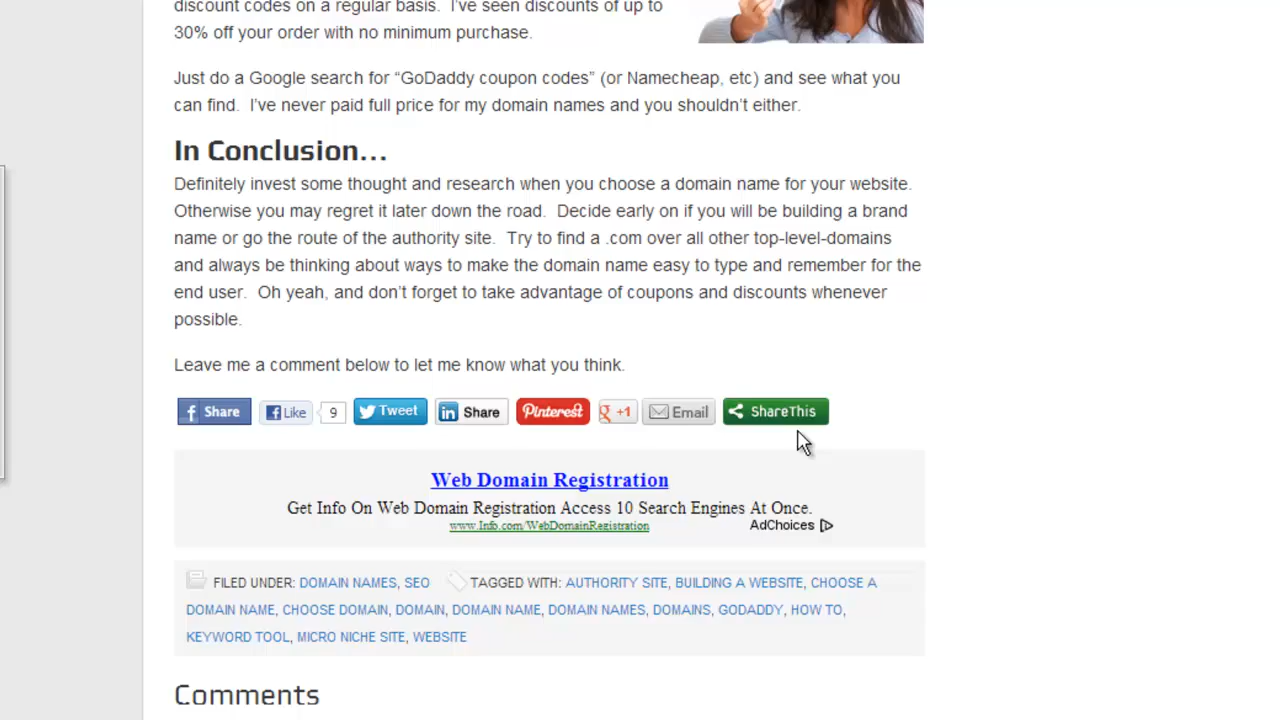 discount codes on a regular basis. I've seen discounts of up to
30% off your order with no minimum purchase.
Just do a Google search for “GoDaddy coupon codes” (or Namecheap, etc) and see what you
can find. I've never paid full price for my domain names and you shouldn't either.
In Conclusion…
Definitely invest some thought and research when you choose a domain name for your website.
Otherwise you may regret it later down the road. Decide early on if you will be building a brand
name or go the route of the authority site. Try to find a .com over all other top-level-domains
and always be thinking about ways to make the domain name easy to type and remember for the
end user. Oh yeah, and don't forget to take advantage of coupons and discounts whenever
possible.
Leave me a comment below to let me know what you think.
Share Like 9 Tweet Share Pinterest +1 Email ShareThis
Web Domain Registration
Get Info On Web Domain Registration Access 10 Search Engines At Once.
www.Info.com/WebDomainRegistration AdChoices
FILED UNDER: DOMAIN NAMES, SEO TAGGED WITH: AUTHORITY SITE, BUILDING A WEBSITE, CHOOSE A
DOMAIN NAME, CHOOSE DOMAIN, DOMAIN, DOMAIN NAME, DOMAIN NAMES, DOMAINS, GODADDY, HOW TO,
KEYWORD TOOL, MICRO NICHE SITE, WEBSITE
Comments